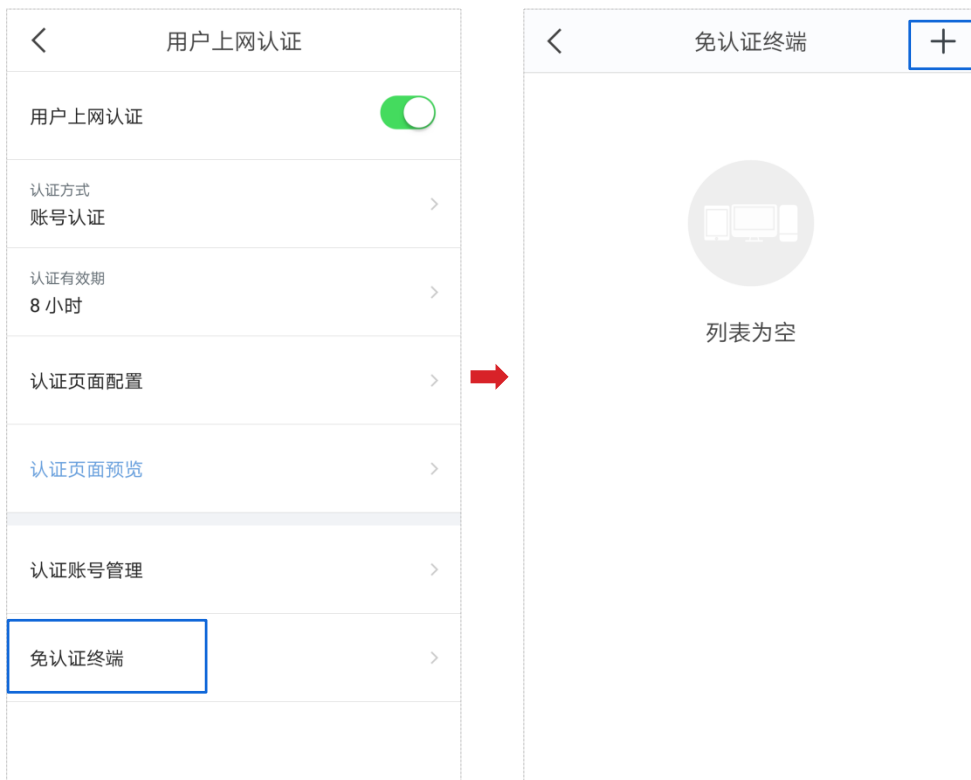 用户上网认证
用户上网认证
认证方式
账号认证
认证有效期
8 小时
认证页面配置
认证页面预览
认证账号管理
免认证终端
免认证终端
列表为空